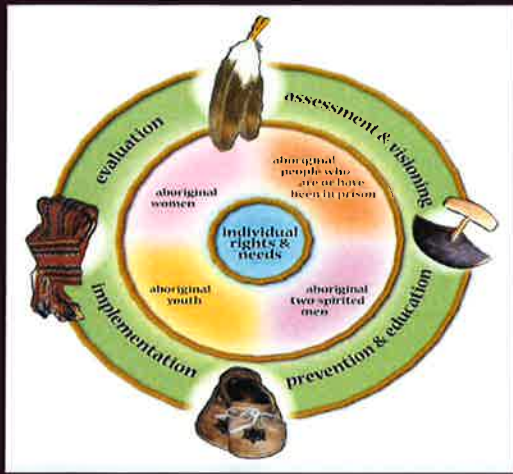 evaluation
assessment & visioning
aboriginal
women
aboriginal
people who
are or have
been in prison
individual
rights &
needs
aboriginal
youth
aboriginal
two spirited
men
implementation
prevention & education